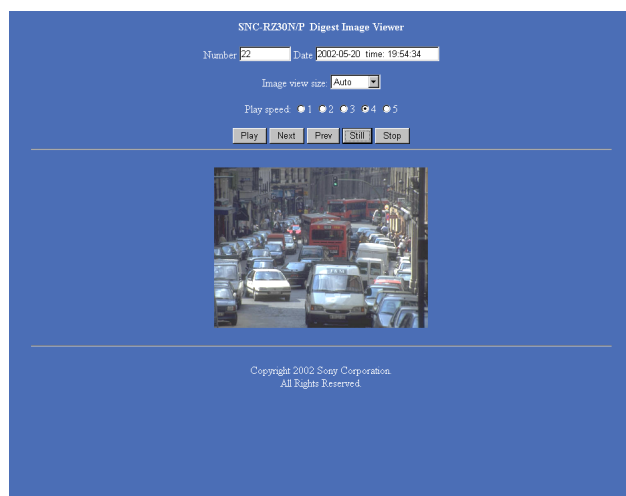 SNC-RZ30N/P Digest Image Viewer
Number 22 Date 2002-05-20 time: 19:54:34
Image view size: Auto
Play speed: 1 2 3 4 5
Play Next Prev Still Stop
Copyright 2002 Sony Corporation.
All Rights Reserved.